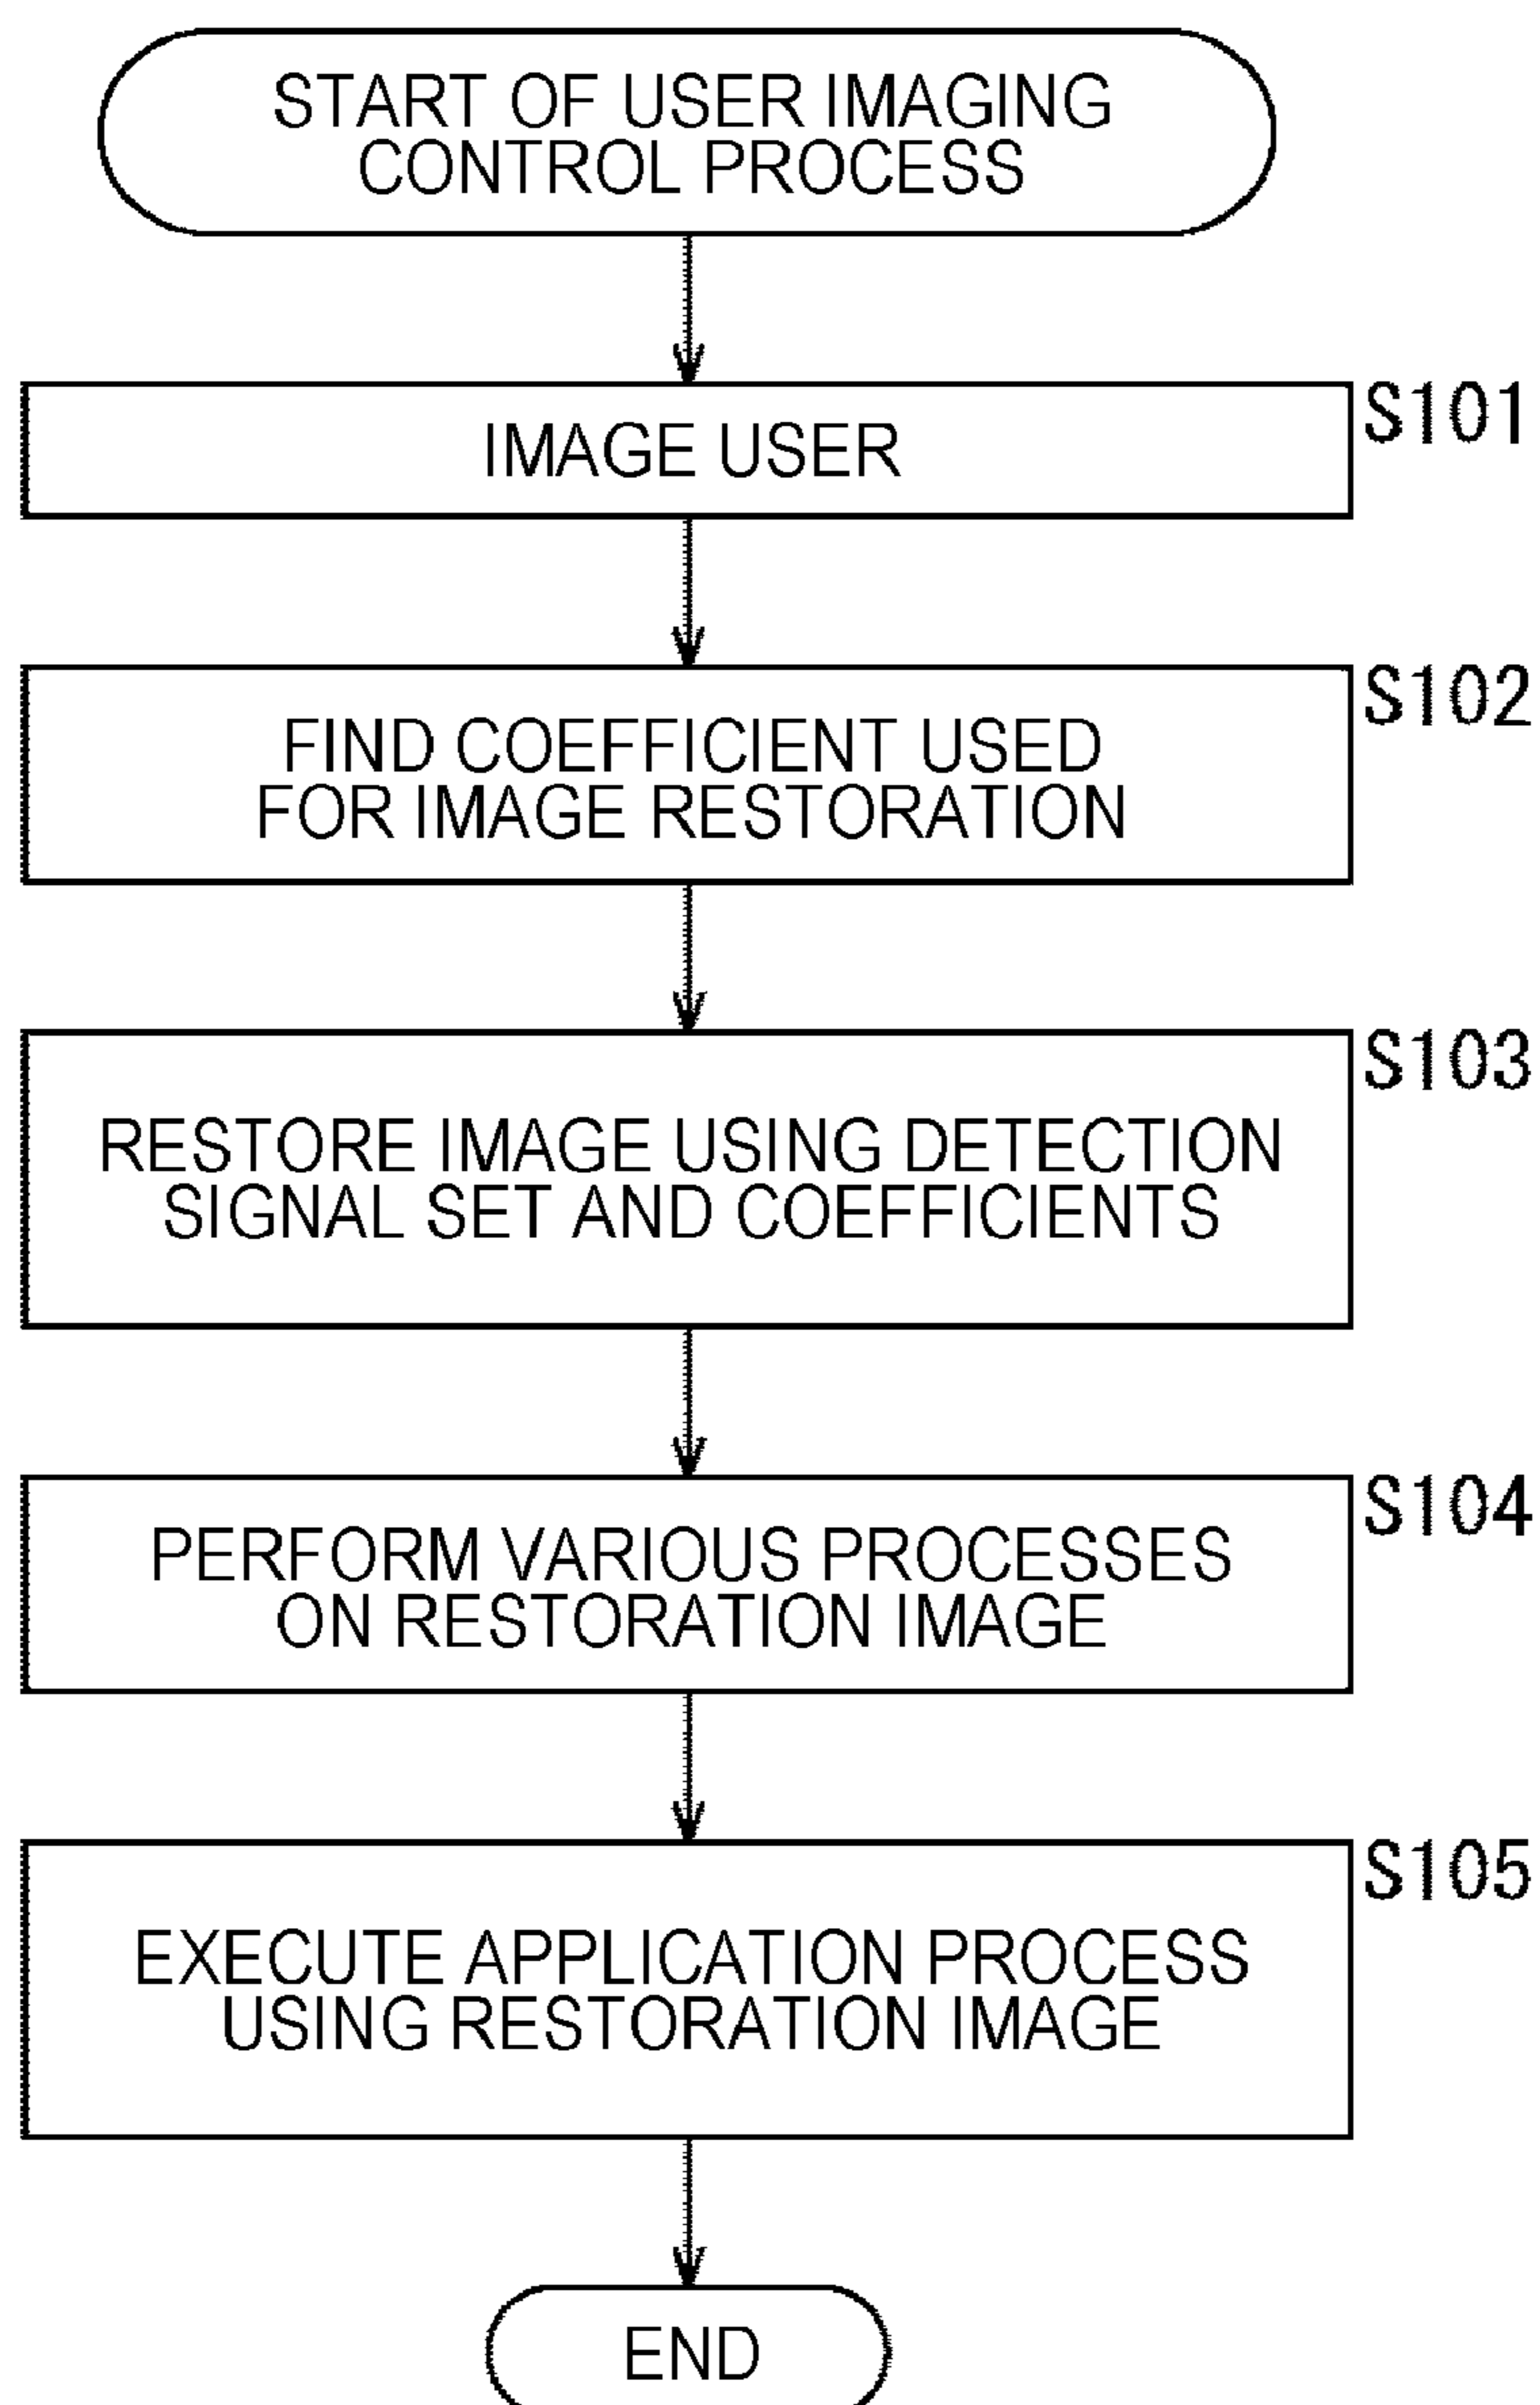 START OF USER IMAGING
CONTROL PROCESS
S101
IMAGE USER
S102
FIND COEFFICIENT USED
FOR IMAGE RESTORATION
S103
RESTORE IMAGE USING DETECTION
SIGNAL SET AND COEFFICIENTS
S104
PERFORM VARIOUS PROCESSES
ON RESTORATION IMAGE
S105
EXECUTE APPLICATION PROCESS
USING RESTORATION IMAGE
END